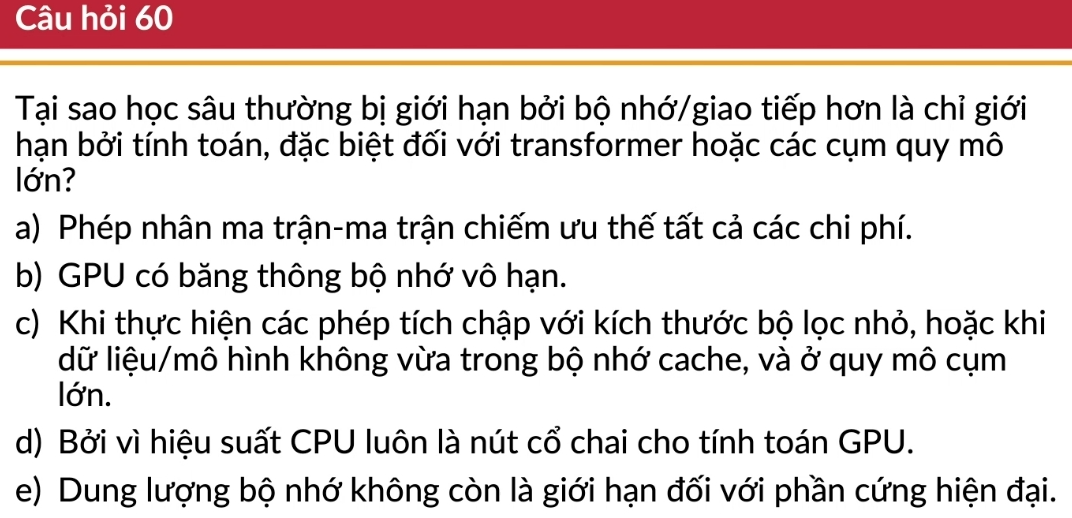 Câu hỏi 60
Tại sao học sâu thường bị giới hạn bởi bộ nhớ/giao tiếp hơn là chỉ giới
hạn bởi tính toán, đặc biệt đối với transformer hoặc các cụm quy mô
lớn?
a) Phép nhân ma trận-ma trận chiếm ưu thế tất cả các chi phí.
b) GPU có băng thông bộ nhớ vô hạn.
c) Khi thực hiện các phép tích chập với kích thước bộ lọc nhỏ, hoặc khi
dữ liệu/mô hình không vừa trong bộ nhớ cache, và ở quy mô cụm
lớn.
d) Bởi vì hiệu suất CPU luôn là nút cổ chai cho tính toán GPU.
e) Dung lượng bộ nhớ không còn là giới hạn đối với phần cứng hiện đại.